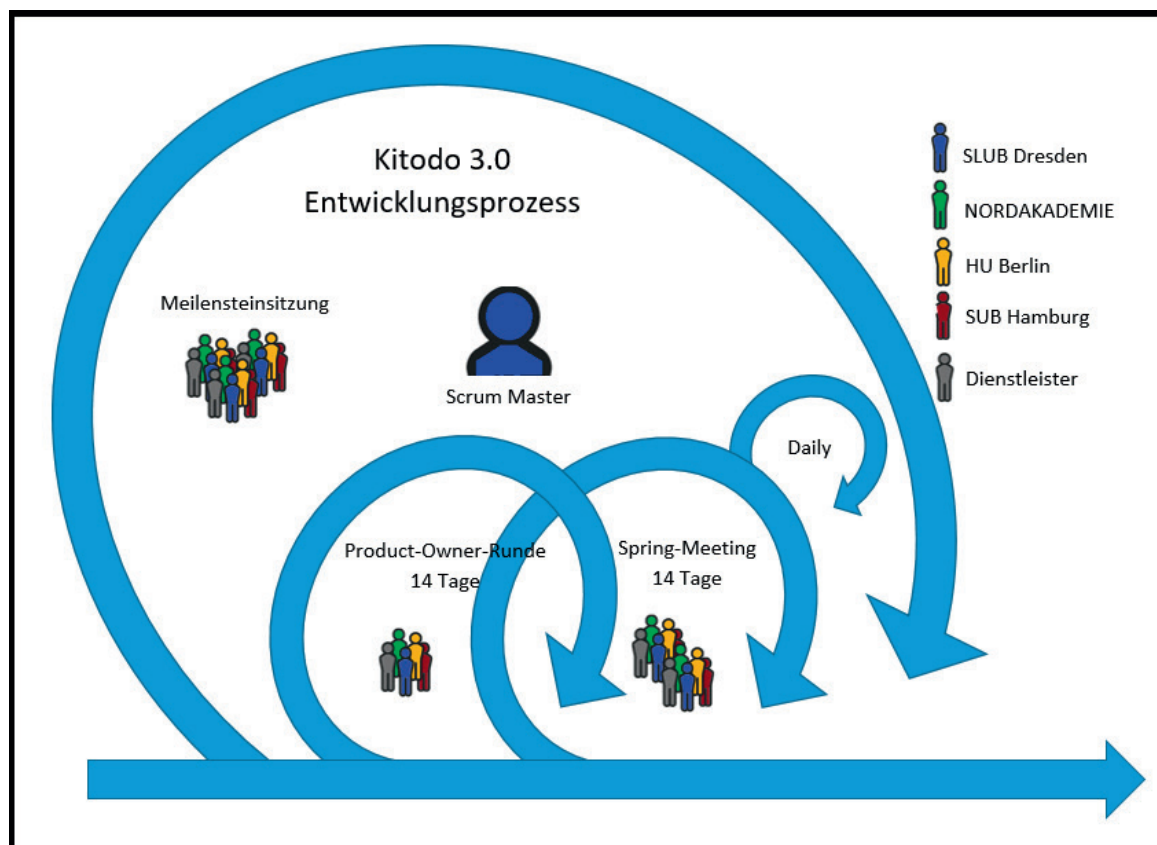 Kitodo 3.0
Entwicklungsprozess
SLUB Dresden
NORDAKADEMIE
HU Berlin
SUB Hamburg
Dienstleister
Meilensteinsitzung
Scrum Master
Daily
Product-Owner-Runde
14 Tage
Spring-Meeting
14 Tage